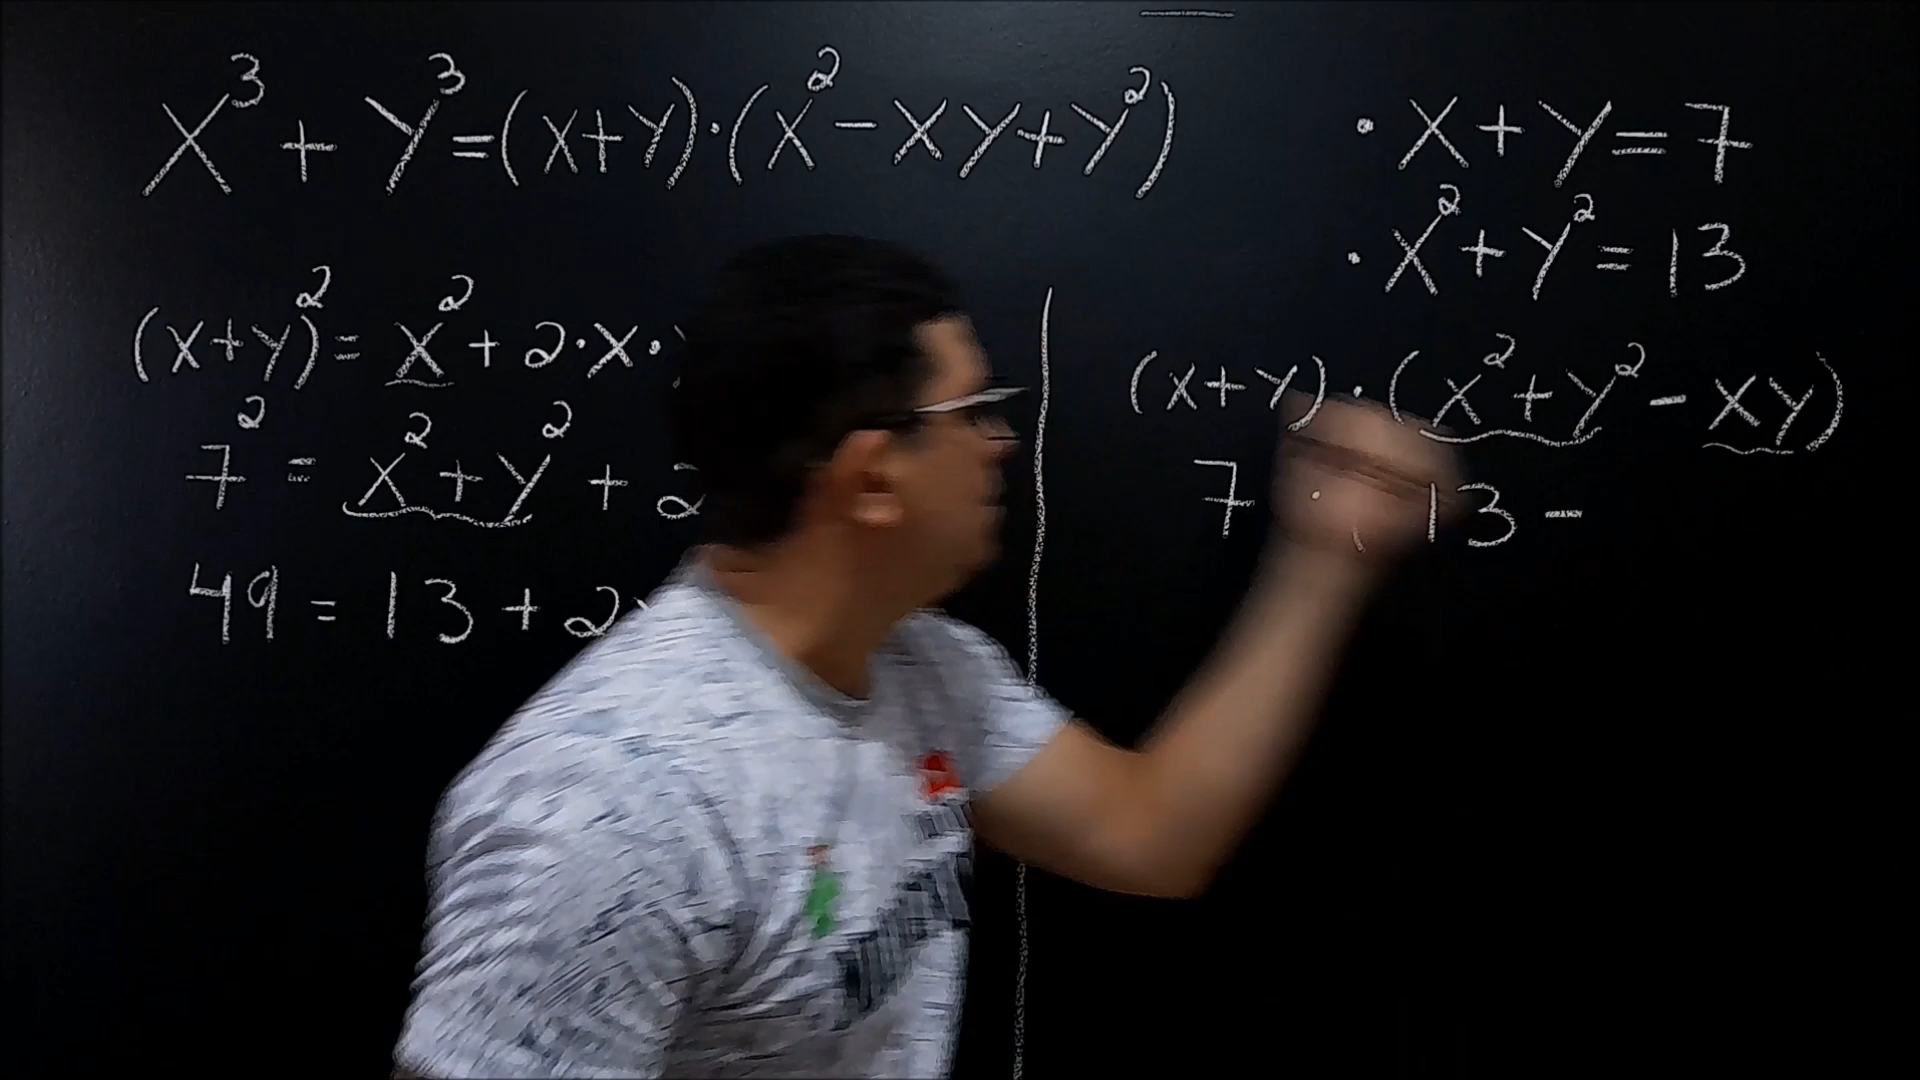 X³ + Y³ = (X+Y)·(X² - XY + Y²)
(X+Y)² = X² + 2·X·
7² = X² + Y² + 2
49 = 13 + 2
· X + Y = 7
· X² + Y² = 13
(X+Y)·(X² + Y² - XY)
7 · ( 13 -